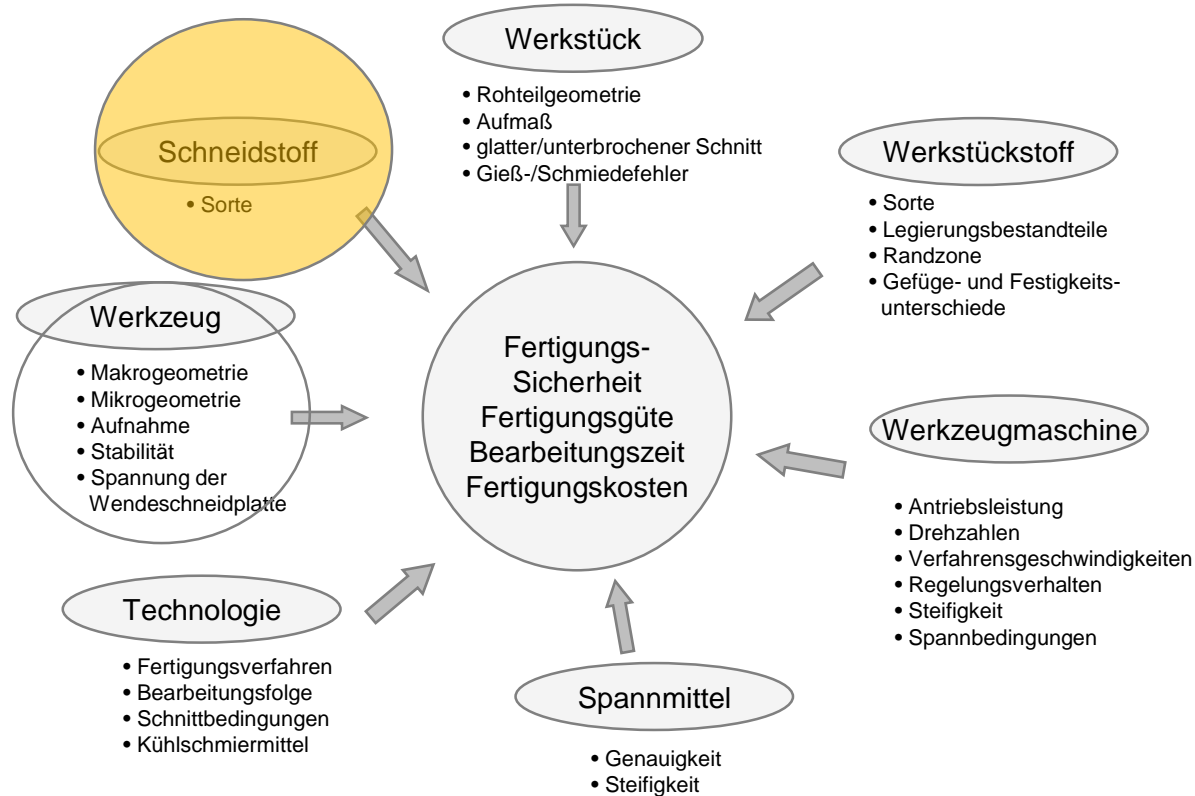 Werkstück
• Rohteilgeometrie
• Aufmaß
• glatter/unterbrochener Schnitt
• Gieß-/Schmiedefehler
Schneidstoff
• Sorte
Werkstückstoff
• Sorte
• Legierungsbestandteile
• Randzone
• Gefüge- und Festigkeits-
unterschiede
Werkzeug
• Makrogeometrie
• Mikrogeometrie
• Aufnahme
• Stabilität
• Spannung der
Wendeschneidplatte
Fertigungs-
Sicherheit
Fertigungsgüte
Bearbeitungszeit
Fertigungskosten
Werkzeugmaschine
• Antriebsleistung
• Drehzahlen
• Verfahrensgeschwindigkeiten
• Regelungsverhalten
• Steifigkeit
• Spannbedingungen
Technologie
• Fertigungsverfahren
• Bearbeitungsfolge
• Schnittbedingungen
• Kühlschmiermittel
Spannmittel
• Genauigkeit
• Steifigkeit